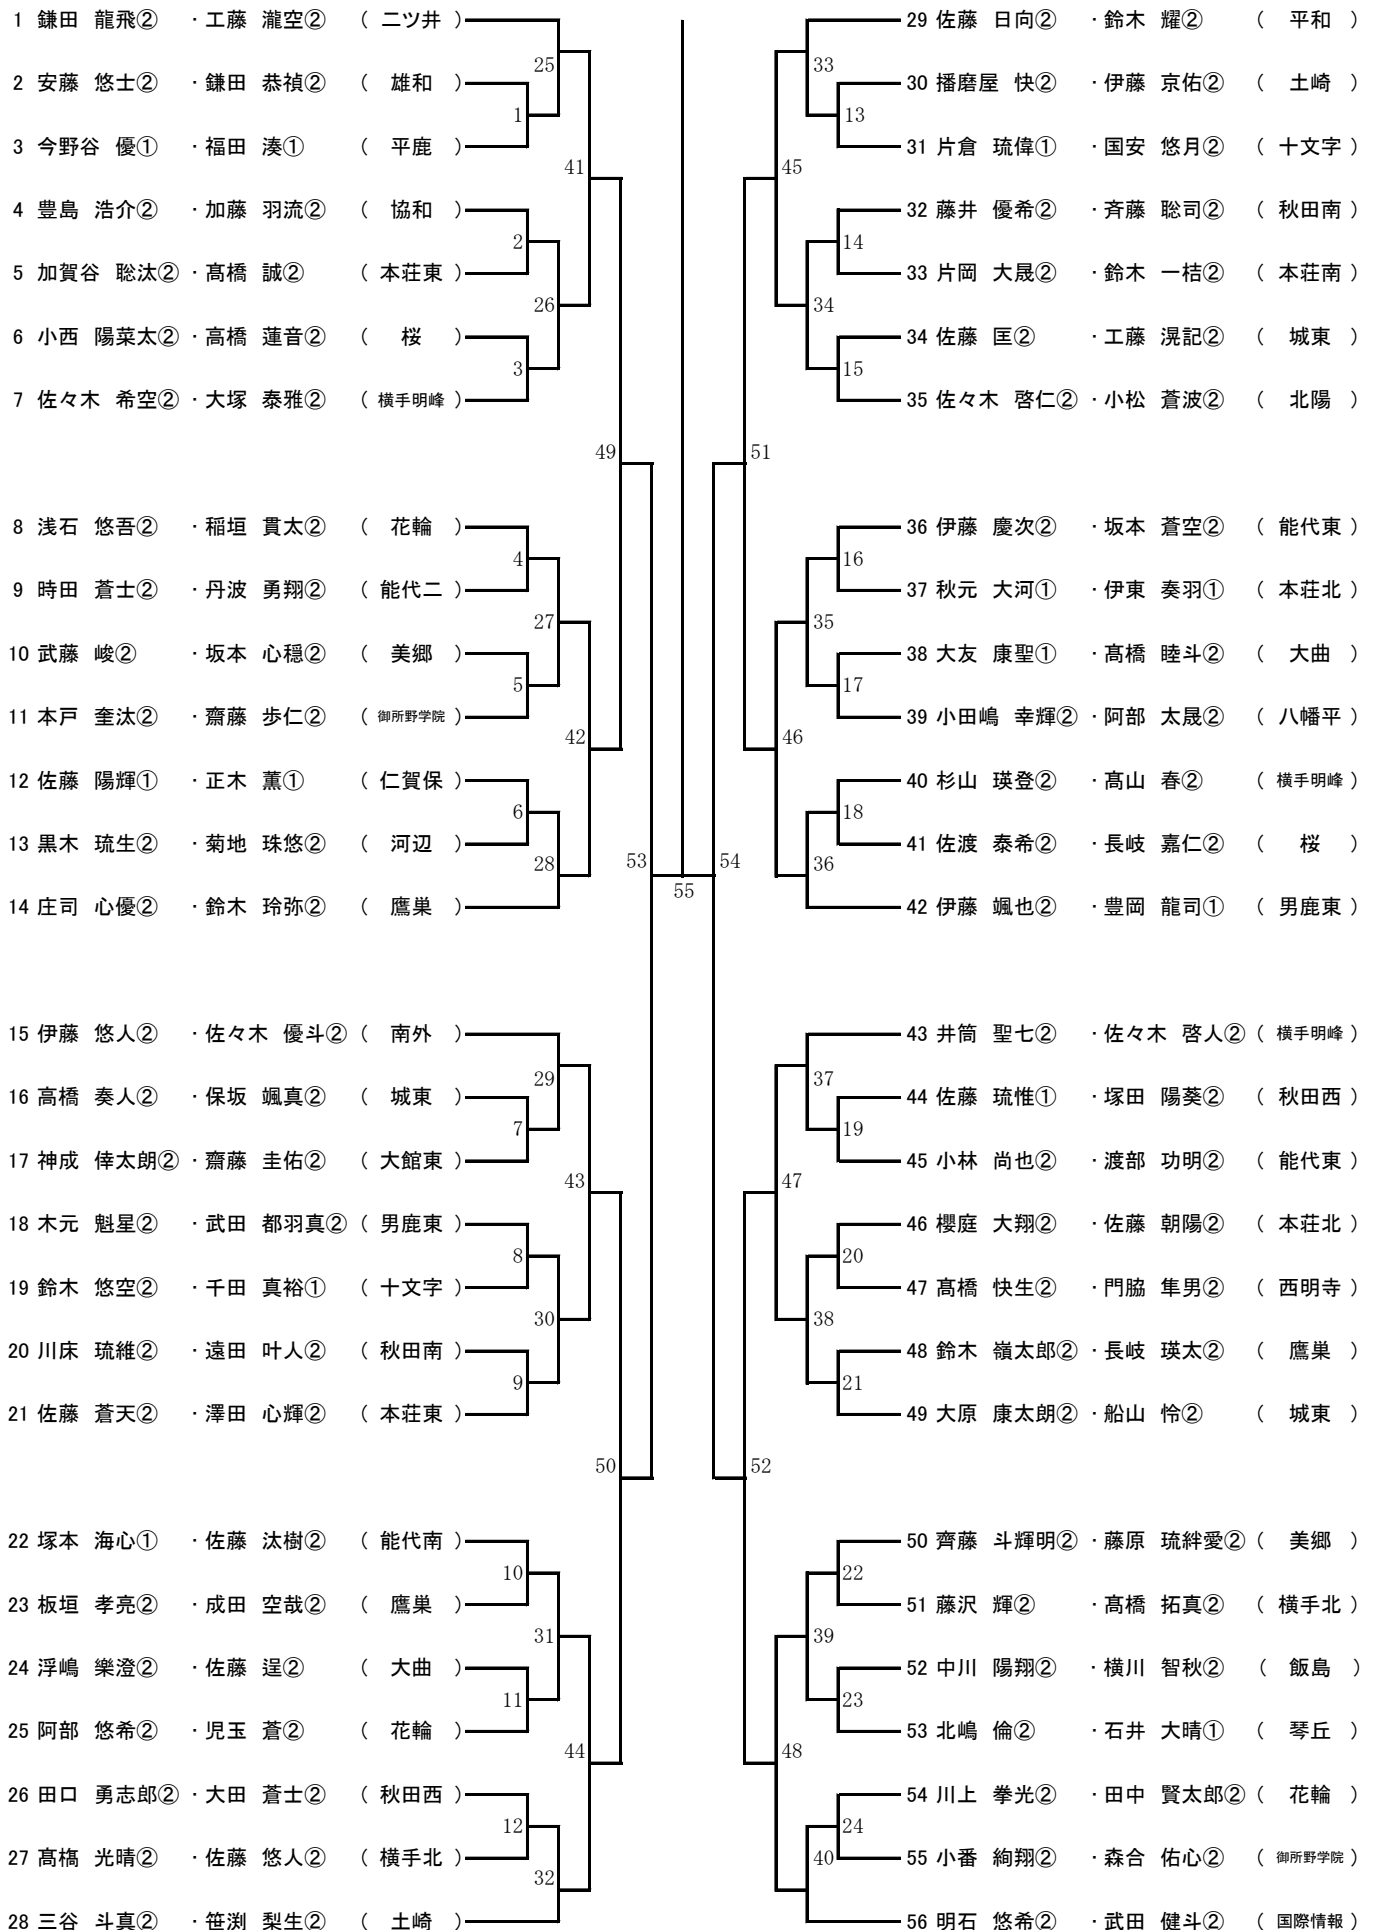 1 鎌田 龍飛② ・工藤 瀧空② （ 二ツ井 ）
25
2 安藤 悠士② ・鎌田 恭禎② （ 雄和 ）
1
3 今野谷 優① ・福田 湊① （ 平鹿 ）
41
4 豊島 浩介② ・加藤 羽流② （ 協和 ）
2
5 加賀谷 聡汰② ・髙橋 誠② （ 本荘東 ）
26
6 小西 陽菜太② ・高橋 蓮音② （ 桜 ）
3
7 佐々木 希空② ・大塚 泰雅② （ 横手明峰 ）
49
8 浅石 悠吾② ・稲垣 貫太② （ 花輪 ）
4
9 時田 蒼士② ・丹波 勇翔② （ 能代二 ）
27
10 武藤 峻② ・坂本 心穏② （ 美郷 ）
5
11 本戸 奎汰② ・齋藤 歩仁② （ 御所野学院 ）
42
12 佐藤 陽輝① ・正木 薫① （ 仁賀保 ）
6
13 黒木 琉生② ・菊地 珠悠② （ 河辺 ）
28
53
14 庄司 心優② ・鈴木 玲弥② （ 鷹巣 ）
15 伊藤 悠人② ・佐々木 優斗② （ 南外 ）
29
16 高橋 奏人② ・保坂 颯真② （ 城東 ）
7
17 神成 倖太朗② ・齋藤 圭佑② （ 大館東 ）
43
18 木元 魁星② ・武田 都羽真② （ 男鹿東 ）
8
19 鈴木 悠空② ・千田 真裕① （ 十文字 ）
30
20 川床 琉維② ・遠田 叶人② （ 秋田南 ）
9
21 佐藤 蒼天② ・澤田 心輝② （ 本荘東 ）
50
22 塚本 海心① ・佐藤 汰樹② （ 能代南 ）
10
23 板垣 孝亮② ・成田 空哉② （ 鷹巣 ）
31
24 浮嶋 樂澄② ・佐藤 逞② （ 大曲 ）
11
25 阿部 悠希② ・児玉 蒼② （ 花輪 ）
44
26 田口 勇志郎② ・大田 蒼士② （ 秋田西 ）
12
27 髙槗 光晴② ・佐藤 悠人② （ 横手北 ）
32
28 三谷 斗真② ・笹渕 梨生② （ 土崎 ）
55
29 佐藤 日向② ・鈴木 耀② （ 平和 ）
33
30 播磨屋 快② ・伊藤 京佑② （ 土崎 ）
13
31 片倉 琉偉① ・国安 悠月② （ 十文字 ）
45
32 藤井 優希② ・斉藤 聡司② （ 秋田南 ）
14
33 片岡 大晟② ・鈴木 一桔② （ 本荘南 ）
34
34 佐藤 匡② ・工藤 滉記② （ 城東 ）
15
35 佐々木 啓仁② ・小松 蒼波② （ 北陽 ）
51
36 伊藤 慶次② ・坂本 蒼空② （ 能代東 ）
16
37 秋元 大河① ・伊東 奏羽① （ 本荘北 ）
35
38 大友 康聖① ・髙橋 睦斗② （ 大曲 ）
17
39 小田嶋 幸輝② ・阿部 太晟② （ 八幡平 ）
46
40 杉山 瑛登② ・髙山 春② （ 横手明峰 ）
18
41 佐渡 泰希② ・長岐 嘉仁② （ 桜 ）
36
54
42 伊藤 颯也② ・豊岡 龍司① （ 男鹿東 ）
43 井筒 聖七② ・佐々木 啓人② （ 横手明峰 ）
37
44 佐藤 琉惟① ・塚田 陽葵② （ 秋田西 ）
19
45 小林 尚也② ・渡部 功明② （ 能代東 ）
47
46 櫻庭 大翔② ・佐藤 朝陽② （ 本荘北 ）
20
47 髙橋 快生② ・門脇 隼男② （ 西明寺 ）
38
48 鈴木 嶺太郎② ・長岐 瑛太② （ 鷹巣 ）
21
49 大原 康太朗② ・船山 怜② （ 城東 ）
52
50 齊藤 斗輝明② ・藤原 琉絆愛② （ 美郷 ）
22
51 藤沢 輝② ・髙橋 拓真② （ 横手北 ）
39
52 中川 陽翔② ・横川 智秋② （ 飯島 ）
23
53 北嶋 倫② ・石井 大晴① （ 琴丘 ）
48
54 川上 拳光② ・田中 賢太郎② （ 花輪 ）
24
55 小番 絢翔② ・森合 佑心② （ 御所野学院 ）
40
56 明石 悠希② ・武田 健斗② （ 国際情報 ）